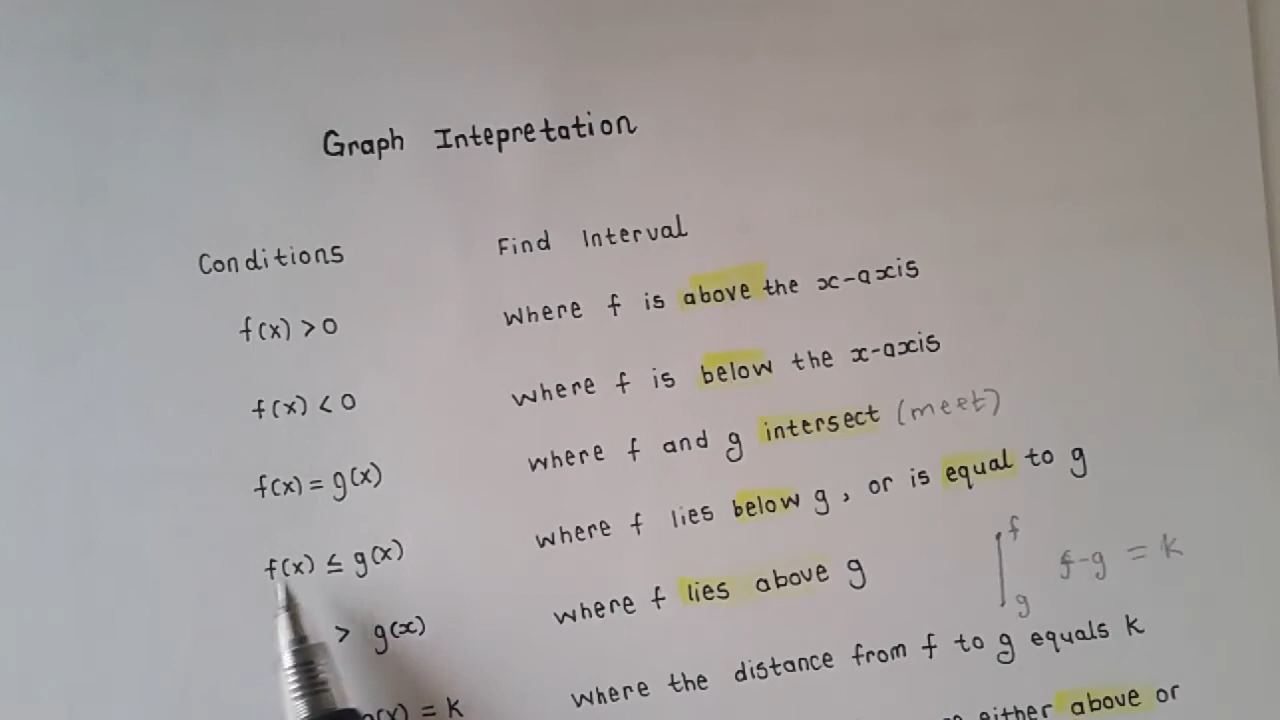 Graph Intepretation
Conditions Find Interval
f(x) > 0 Where f is above the x-axis
f(x) < 0 where f is below the x-axis
f(x) = g(x) where f and g intersect (meet)
f(x) ≤ g(x) where f lies below g, or is equal to g
> g(x) where f lies above g
f
g
f-g = k
(x) = k where the distance from f to g equals k
either above or